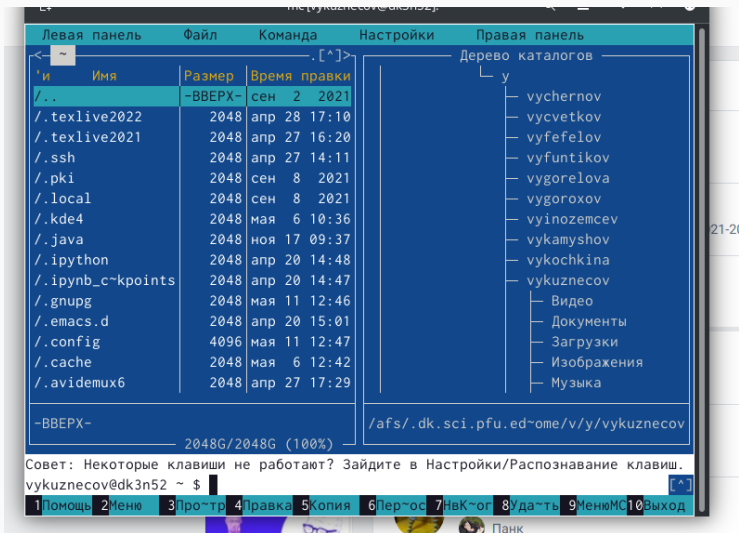 mc [vykuznecov@dk3n52]:
Левая панель Файл Команда Настройки Правая панель
<— ~ .[^]>
'и Имя Размер Время правки
/.. -ВВЕРХ- сен 2 2021
/.texlive2022 2048 апр 28 17:10
/.texlive2021 2048 апр 27 16:20
/.ssh 2048 апр 27 14:11
/.pki 2048 сен 8 2021
/.local 2048 сен 8 2021
/.kde4 2048 мая 6 10:36
/.java 2048 ноя 17 09:37
/.ipython 2048 апр 20 14:48
/.ipynb_c~kpoints 2048 апр 20 14:47
/.gnupg 2048 мая 11 12:46
/.emacs.d 2048 апр 20 15:01
/.config 4096 мая 11 12:47
/.cache 2048 мая 6 12:42
/.avidemux6 2048 апр 27 17:29
-ВВЕРХ-
2048G/2048G (100%)
Дерево каталогов
y
vychernov
vycvetkov
vyfefelov
vyfuntikov
vygorelova
vygoroxov
vyinozemcev
vykamyshov
vykochkina
vykuznecov
Видео
Документы
Загрузки
Изображения
Музыка
/afs/.dk.sci.pfu.ed~ome/v/y/vykuznecov
Совет: Некоторые клавиши не работают? Зайдите в Настройки/Распознавание клавиш.
vykuznecov@dk3n52 ~ $ [^]
1Помощь 2Меню 3Про~тр 4Правка 5Копия 6Пер~ос 7НвК~ог 8Уда~ть 9МенюМС 10Выход
21-20
Панк